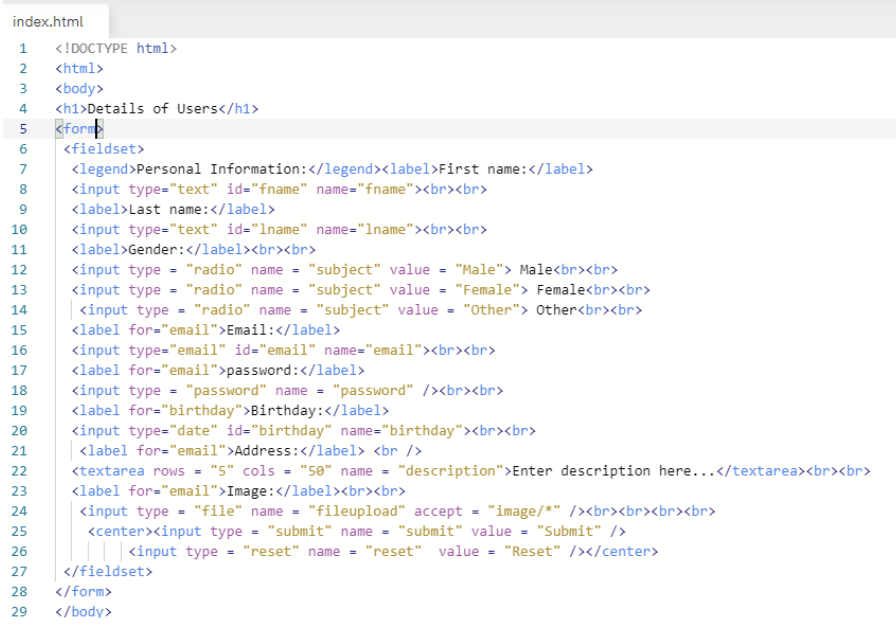 index.html
1 <!DOCTYPE html>
2 <html>
3 <body>
4 <h1>Details of Users</h1>
5 <form>
6 <fieldset>
7 <legend>Personal Information:</legend><label>First name:</label>
8 <input type="text" id="fname" name="fname"><br><br>
9 <label>Last name:</label>
10 <input type="text" id="lname" name="lname"><br><br>
11 <label>Gender:</label><br><br>
12 <input type = "radio" name = "subject" value = "Male"> Male<br><br>
13 <input type = "radio" name = "subject" value = "Female"> Female<br><br>
14 <input type = "radio" name = "subject" value = "Other"> Other<br><br>
15 <label for="email">Email:</label>
16 <input type="email" id="email" name="email"><br><br>
17 <label for="email">password:</label>
18 <input type = "password" name = "password" /><br><br>
19 <label for="birthday">Birthday:</label>
20 <input type="date" id="birthday" name="birthday"><br><br>
21 <label for="email">Address:</label> <br />
22 <textarea rows = "5" cols = "50" name = "description">Enter description here...</textarea><br><br>
23 <label for="email">Image:</label><br><br>
24 <input type = "file" name = "fileupload" accept = "image/*" /><br><br><br><br>
25 <center><input type = "submit" name = "submit" value = "Submit" />
26 <input type = "reset" name = "reset"  value = "Reset" /></center>
27 </fieldset>
28 </form>
29 </body>